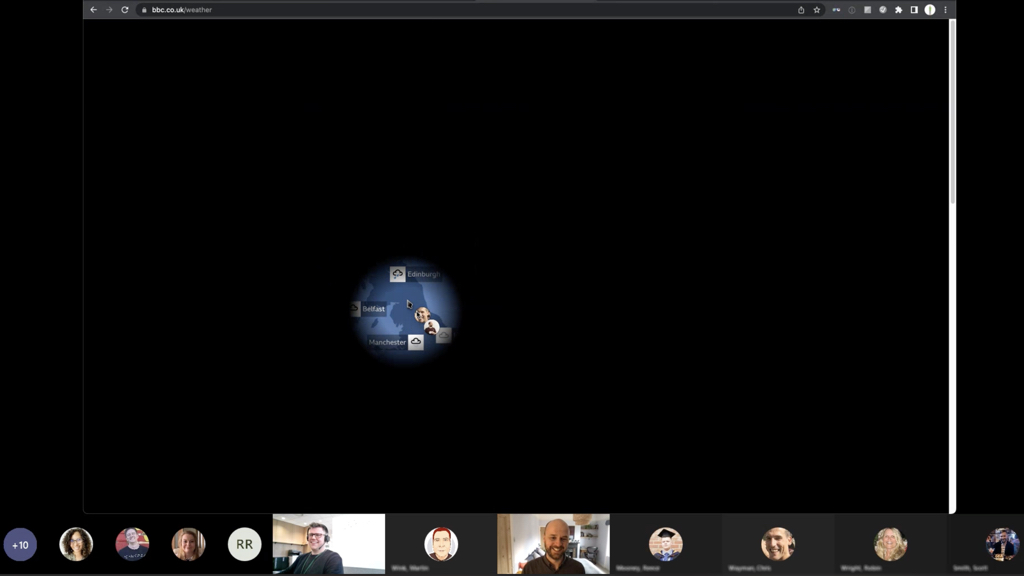 bbc.co.uk/weather
Edinburgh
Belfast
Manchester
+10
RR
Wink, Martin
Mooney, Reece
Wayman, Chris
Wright, Robin
Smith, Scott